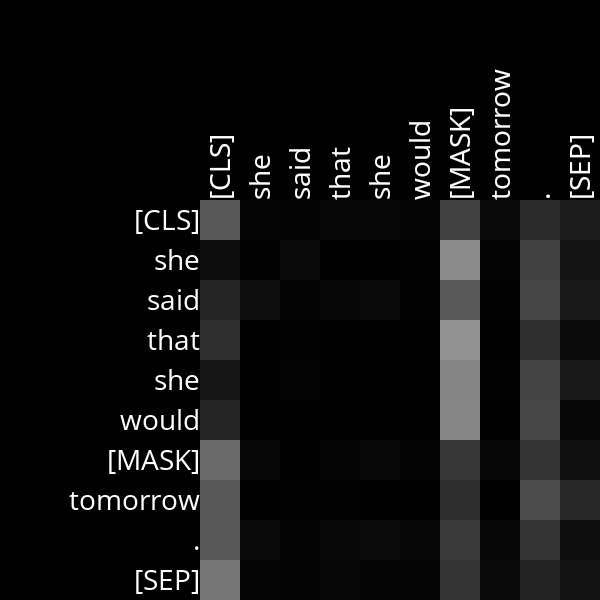 [CLS] she said that she would [MASK] tomorrow . [SEP]
[CLS]
she
said
that
she
would
[MASK]
tomorrow
.
[SEP]